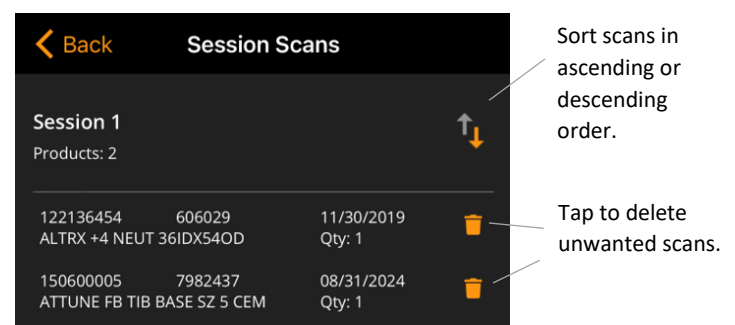 Back Session Scans
Session 1
Products: 2
122136454 606029 11/30/2019
ALTRX +4 NEUT 36IDX54OD Qty: 1
150600005 7982437 08/31/2024
ATTUNE FB TIB BASE SZ 5 CEM Qty: 1
Sort scans in
ascending or
descending
order.
Tap to delete
unwanted scans.